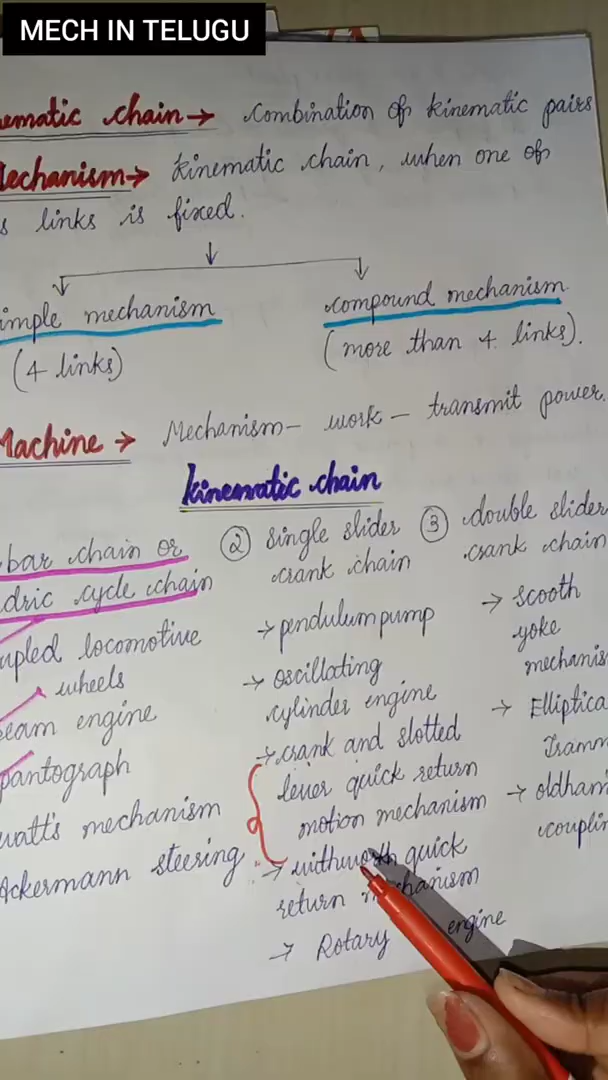 MECH IN TELUGU
ematic chain → Combination of kinematic pairs
Mechanism → kinematic chain, when one of
s links is fixed.
imple mechanism
compound mechanism
(4 links)
(more than 4 links).
Machine → Mechanism - work - transmit power.
kinematic chain
bar chain or
dric cycle chain
upled locomotive
wheels
eam engine
pantograph
watt's mechanism
Ackermann steering
② single slider
crank chain
→ pendulum pump
→ oscillating
cylinder engine
→ crank and slotted
lever quick return
motion mechanism
→ withworth quick
return mechanism
→ Rotary engine
③ double slider
crank chain
→ scooth
yoke
mechanis
→ Elliptica
Tramm
→ oldham
couplin